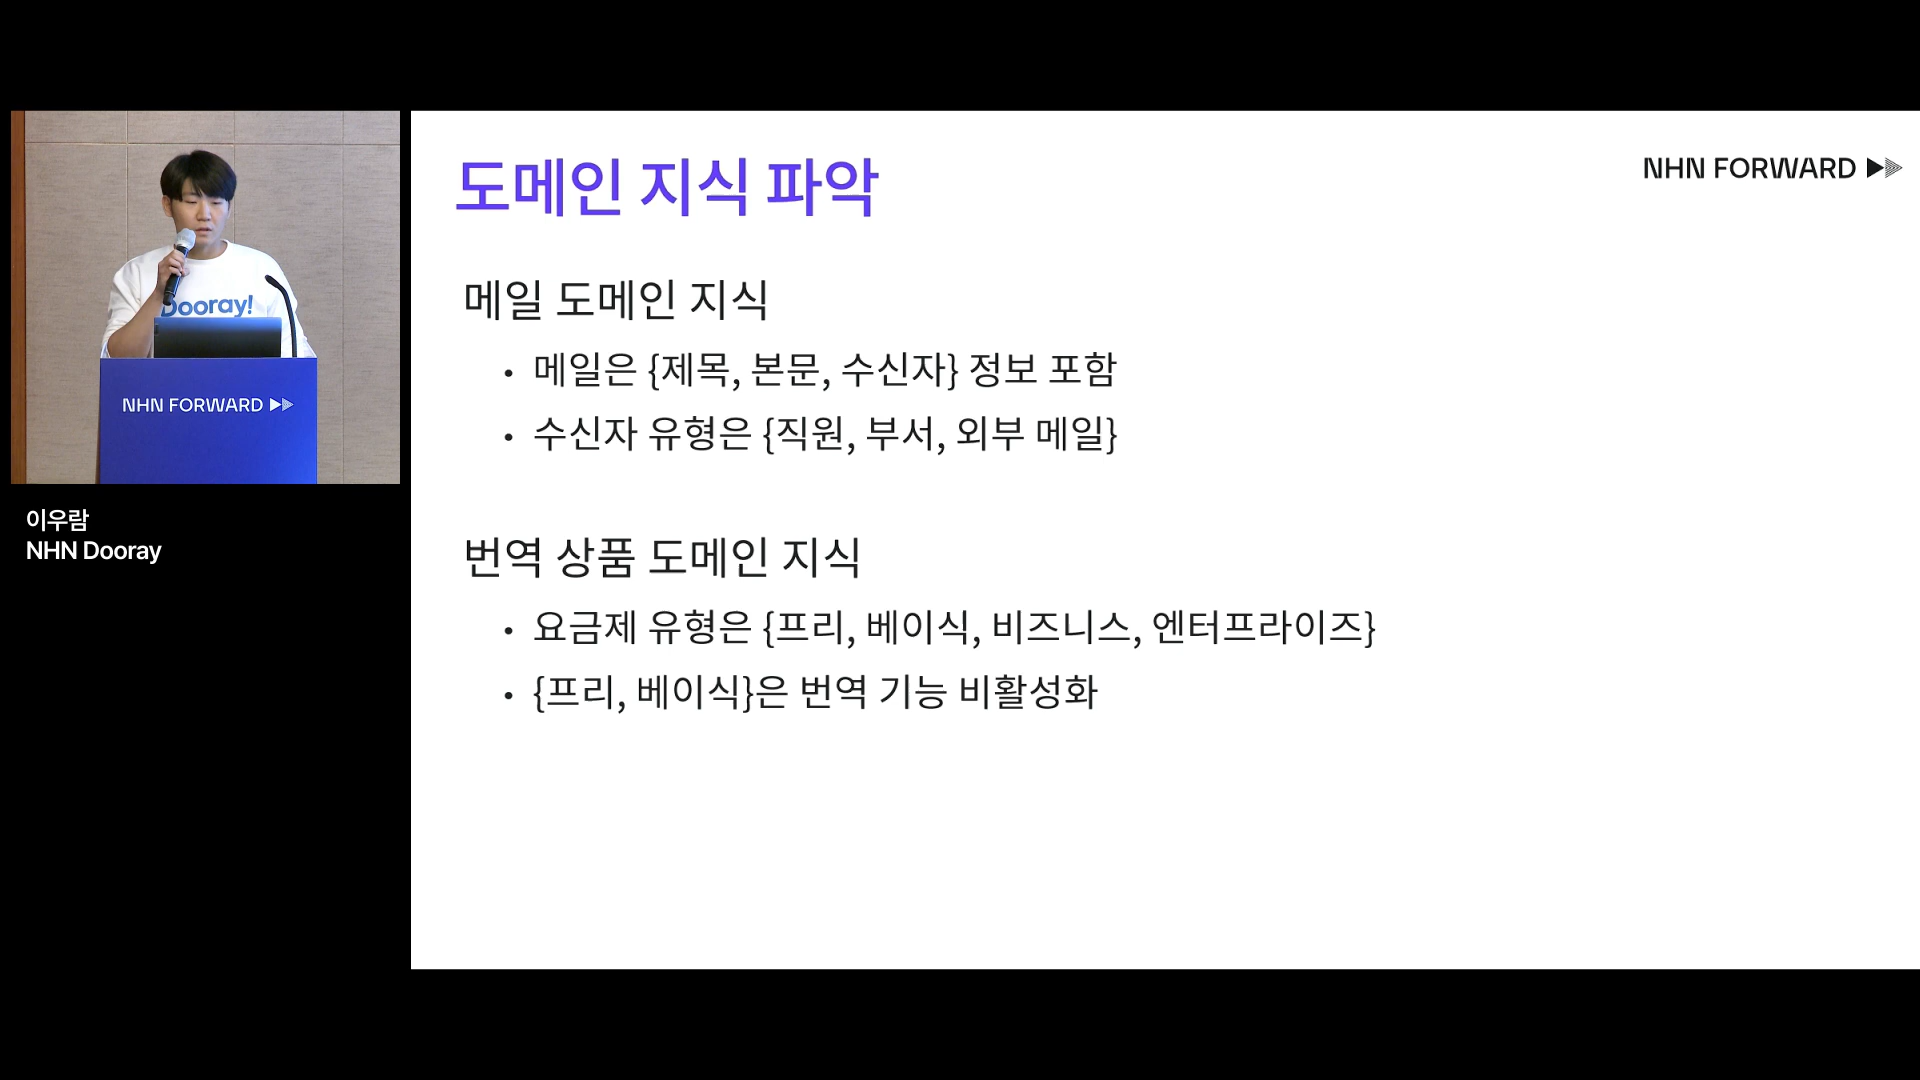 Dooray!
NHN FORWARD
이우람
NHN Dooray
도메인 지식 파악
NHN FORWARD
메일 도메인 지식
• 메일은 {제목, 본문, 수신자} 정보 포함
• 수신자 유형은 {직원, 부서, 외부 메일}
번역 상품 도메인 지식
• 요금제 유형은 {프리, 베이식, 비즈니스, 엔터프라이즈}
• {프리, 베이식}은 번역 기능 비활성화